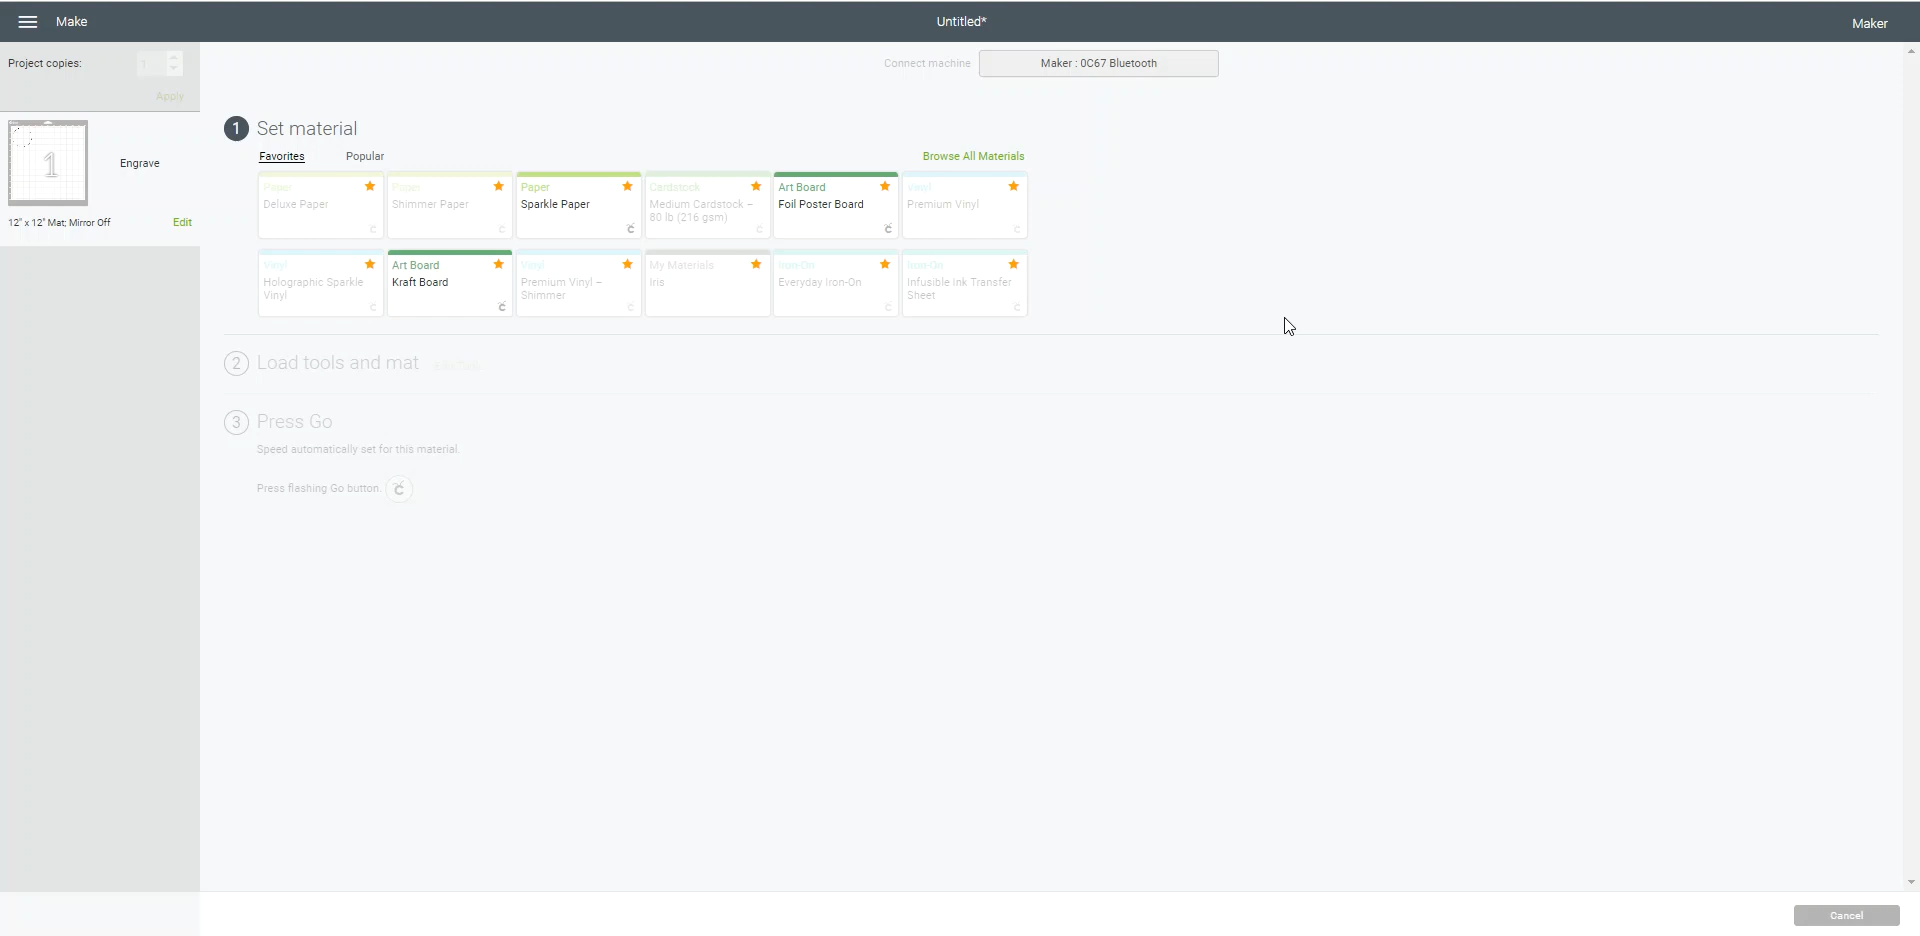 Make
Untitled*
Maker
Project copies:
1
Apply
Connect machine
Maker : 0C67 Bluetooth
1
Engrave
12" x 12" Mat; Mirror Off
Edit
1 Set material
Favorites
Popular
Browse All Materials
Paper
Deluxe Paper
Paper
Shimmer Paper
Paper
Sparkle Paper
Cardstock
Medium Cardstock –
80 lb (216 gsm)
Art Board
Foil Poster Board
Vinyl
Premium Vinyl
Vinyl
Holographic Sparkle
Vinyl
Art Board
Kraft Board
Vinyl
Premium Vinyl –
Shimmer
My Materials
Iris
Iron-On
Everyday Iron-On
Iron-On
Infusible Ink Transfer
Sheet
2 Load tools and mat
3 Press Go
Speed automatically set for this material.
Press flashing Go button.
Cancel